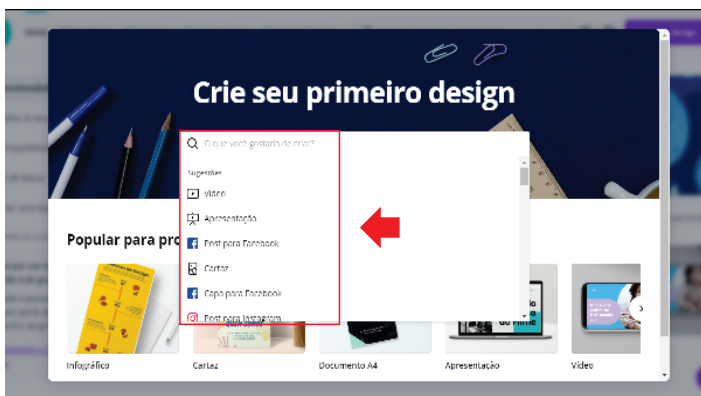 Crie seu primeiro design
O que você gostaria de criar?
Sugestões
Vídeo
Apresentação
Post para Facebook
Cartaz
Capa para Facebook
Post para Instagram
Popular para pro
Infográfico
Cartaz
Documento A4
Apresentação
Vídeo